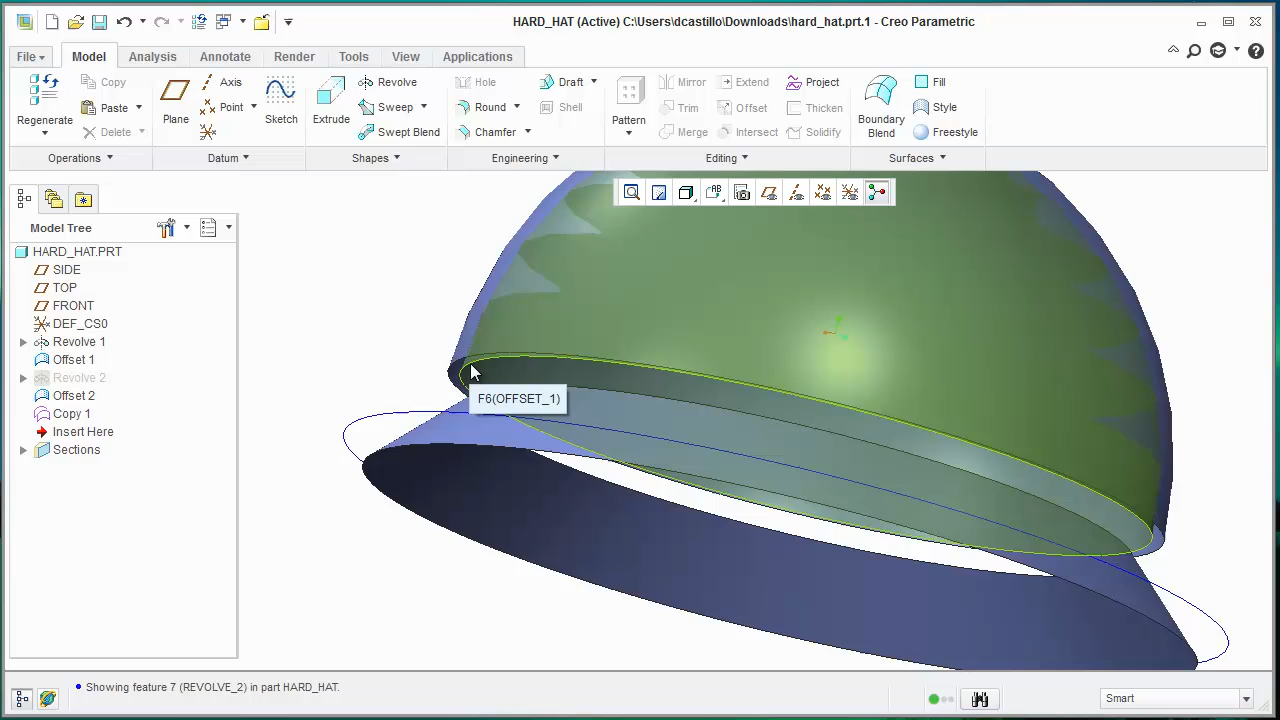 HARD_HAT (Active) C:\Users\dcastillo\Downloads\hard_hat.prt.1 - Creo Parametric
File Model Analysis Annotate Render Tools View Applications
Regenerate
Copy
Paste
Delete
Operations
Plane
Axis
Point
Sketch
Datum
Extrude
Revolve
Sweep
Swept Blend
Shapes
Hole
Round
Chamfer
Draft
Shell
Engineering
Pattern
Mirror
Trim
Merge
Extend
Offset
Intersect
Project
Thicken
Solidify
Editing
Boundary
Blend
Fill
Style
Freestyle
Surfaces
Model Tree
HARD_HAT.PRT
SIDE
TOP
FRONT
DEF_CS0
Revolve 1
Offset 1
Revolve 2
Offset 2
Copy 1
Insert Here
Sections
F6(OFFSET_1)
Showing feature 7 (REVOLVE_2) in part HARD_HAT.
Smart